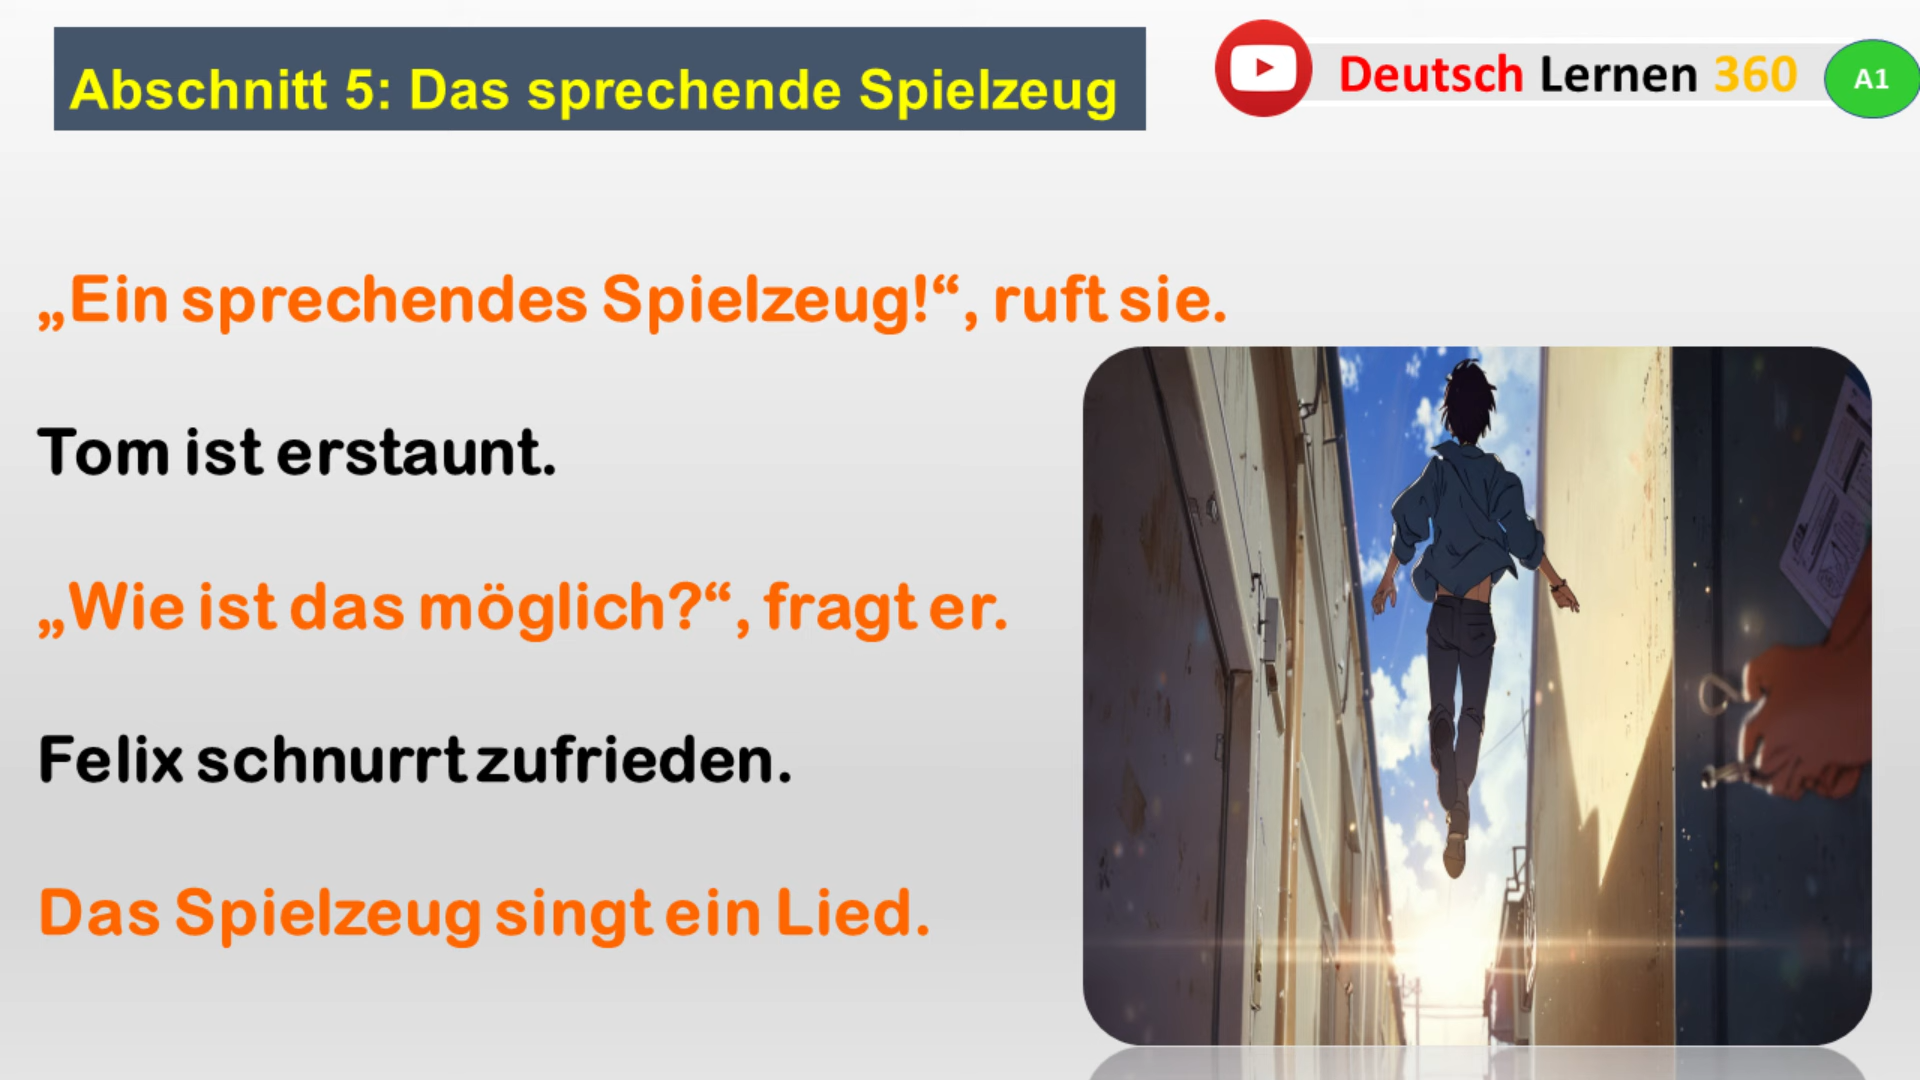 Abschnitt 5: Das sprechende Spielzeug
Deutsch Lernen 360
A1
„Ein sprechendes Spielzeug!“, ruft sie.
Tom ist erstaunt.
„Wie ist das möglich?“, fragt er.
Felix schnurrt zufrieden.
Das Spielzeug singt ein Lied.